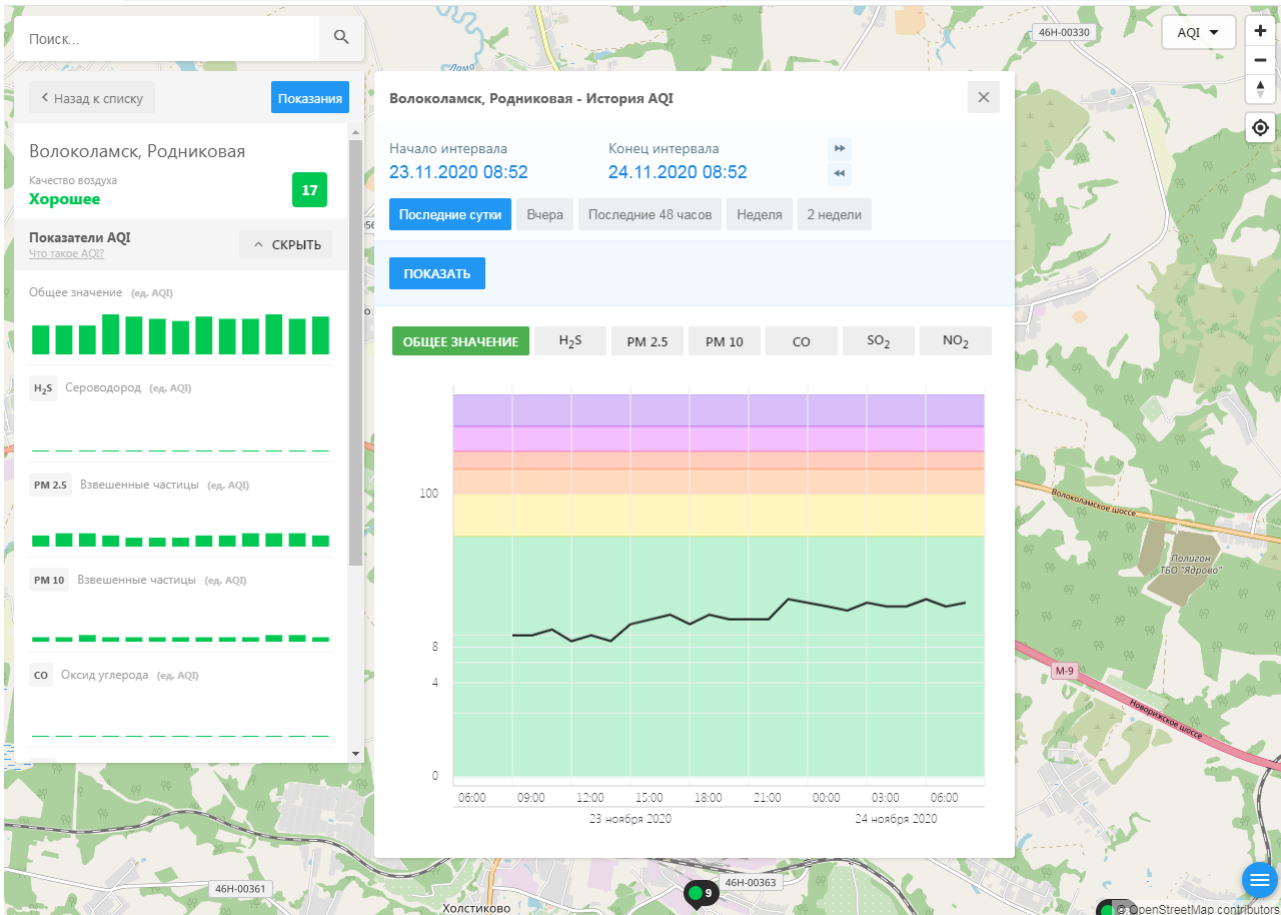 46Н-00330
AQI
Поиск...
Назад к списку
Показания
Волоколамск, Родниковая
Качество воздуха
Хорошее
17
Показатели AQI
Что такое AQI?
СКРЫТЬ
Общее значение (ед. AQI)
H₂S Сероводород (ед. AQI)
PM 2.5 Взвешенные частицы (ед. AQI)
PM 10 Взвешенные частицы (ед. AQI)
CO Оксид углерода (ед. AQI)
Волоколамск, Родниковая - История AQI
Начало интервала
23.11.2020 08:52
Конец интервала
24.11.2020 08:52
Последние сутки
Вчера
Последние 48 часов
Неделя
2 недели
ПОКАЗАТЬ
ОБЩЕЕ ЗНАЧЕНИЕ
H₂S
PM 2.5
PM 10
CO
SO₂
NO₂
100
8
4
0
06:00 09:00 12:00 15:00 18:00 21:00 00:00 03:00 06:00
23 ноября 2020 24 ноября 2020
Волоколамское шоссе
Полигон
ТБО "Ядрово"
М-9
Новорижское шоссе
46Н-00361
46Н-00363
9
Холстиково
© OpenStreetMap contributors